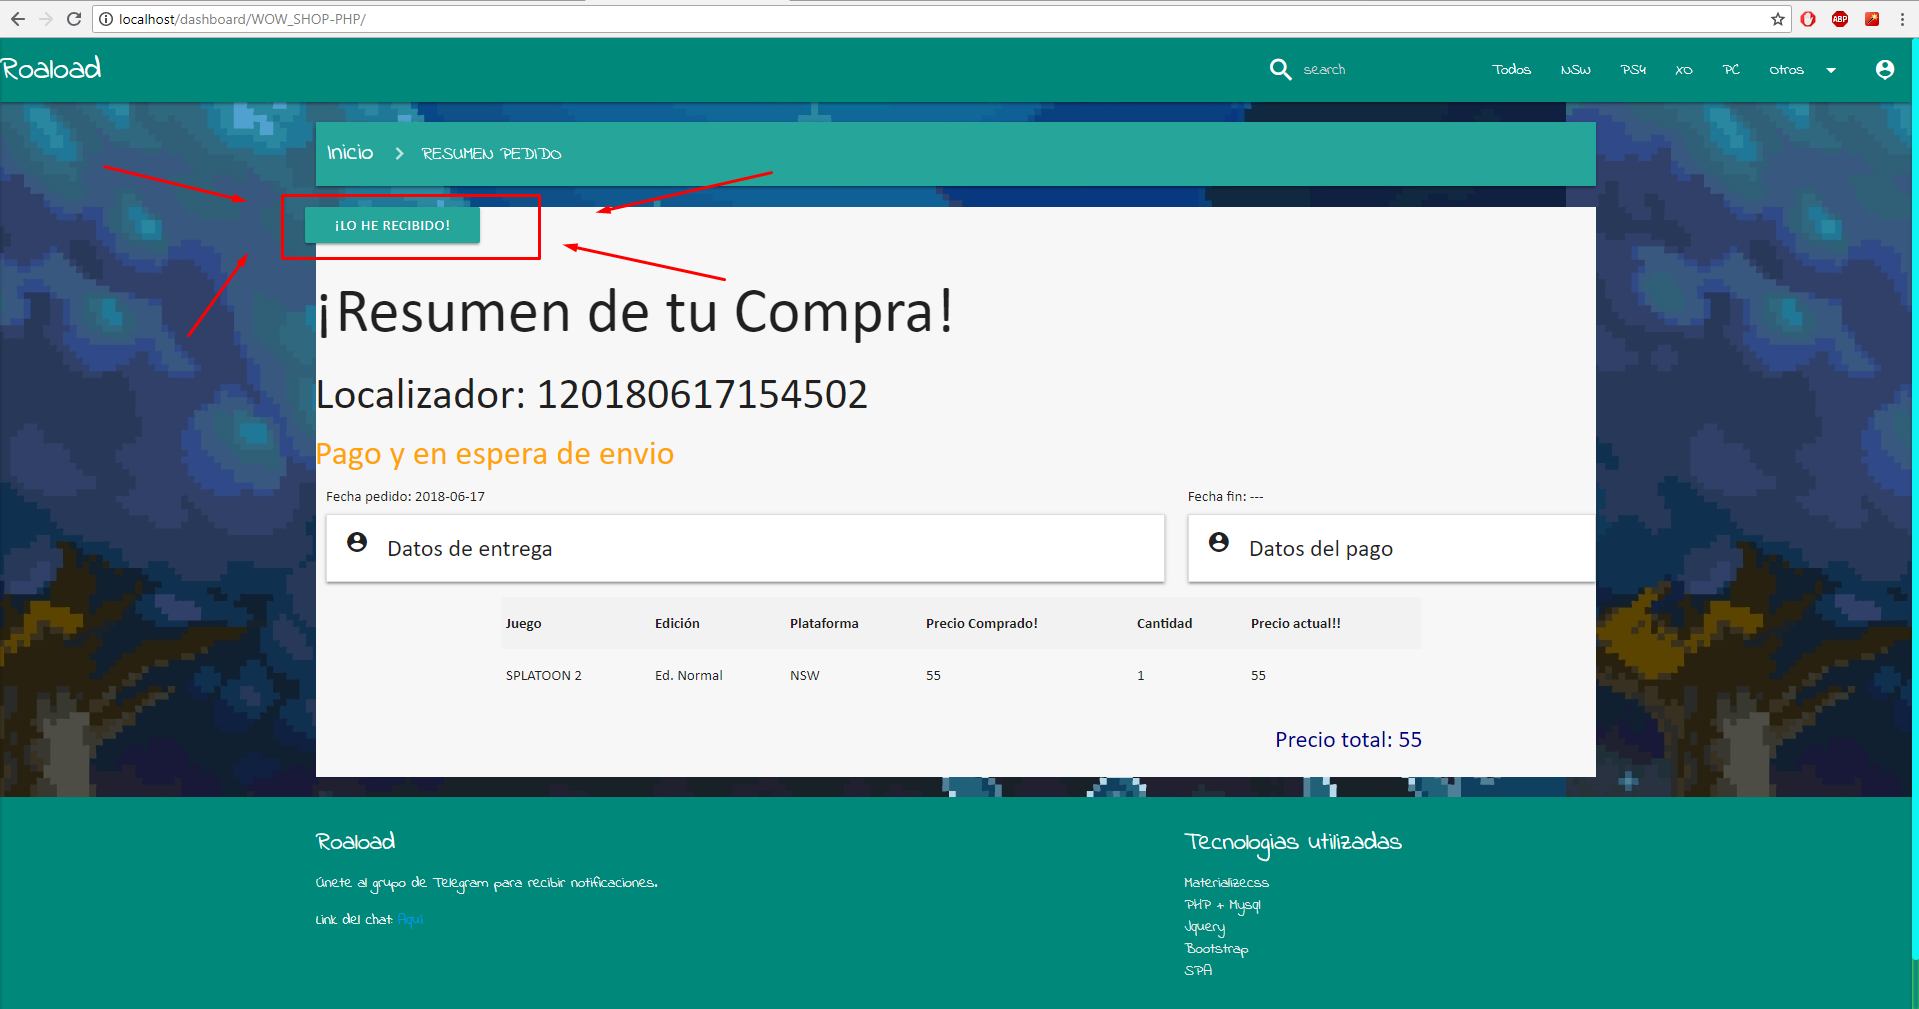 localhost/dashboard/WOW_SHOP-PHP/
ABP
Roaload
search
Todos NSW PS4 XO PC Otros
Inicio > RESUMEN PEDIDO
¡LO HE RECIBIDO!
¡Resumen de tu Compra!
Localizador: 120180617154502
Pago y en espera de envio
Fecha pedido: 2018-06-17 Fecha fin: ---
Datos de entrega Datos del pago
Juego Edición Plataforma Precio Comprado! Cantidad Precio actual!!
SPLATOON 2 Ed. Normal NSW 55 1 55
Precio total: 55
Roaload
Únete al grupo de Telegram para recibir notificaciones.
Link del chat: Aquí
Tecnologias utilizadas
Materializecss
PHP + Mysql
Jquery
Bootstrap
SPA